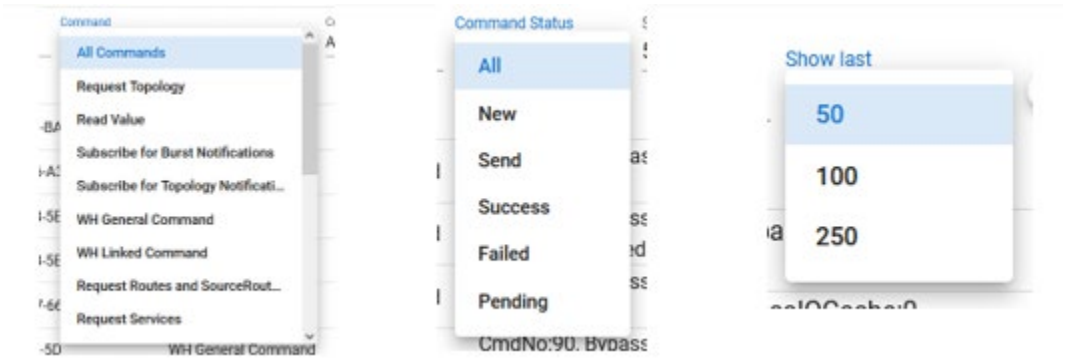 Command
All Commands
Request Topology
Read Value
Subscribe for Burst Notifications
Subscribe for Topology Notificati...
WH General Command
WH Linked Command
Request Routes and SourceRout...
Request Services
-5D WH General Command
Command Status
All
New
Send
Success
Failed
Pending
CmdNo:90. Bypass
Show last
50
100
250